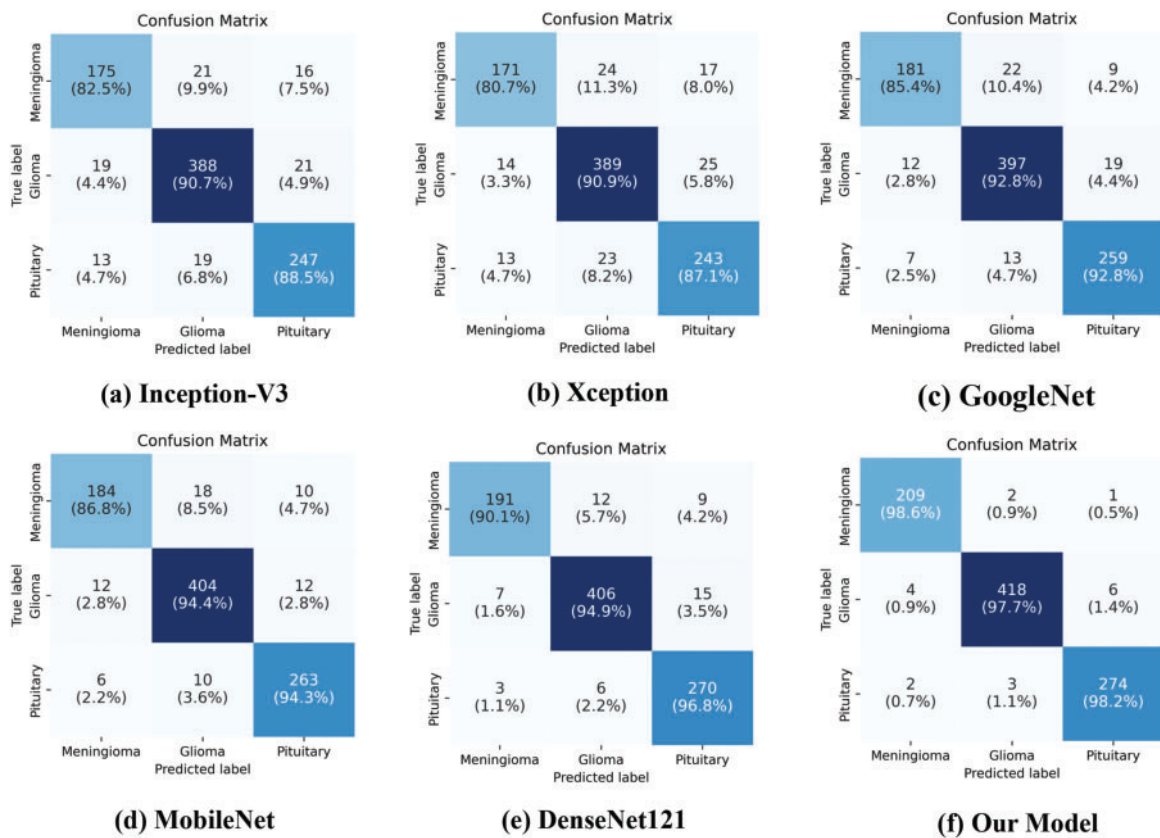 Confusion Matrix
Meningioma
175 21 16
(82.5%) (9.9%) (7.5%)
True label
Glioma
19 388 21
(4.4%) (90.7%) (4.9%)
Pituitary
13 19 247
(4.7%) (6.8%) (88.5%)
Meningioma Glioma Pituitary
Predicted label
(a) Inception-V3
Confusion Matrix
Meningioma
171 24 17
(80.7%) (11.3%) (8.0%)
True label
Glioma
14 389 25
(3.3%) (90.9%) (5.8%)
Pituitary
13 23 243
(4.7%) (8.2%) (87.1%)
Meningioma Glioma Pituitary
Predicted label
(b) Xception
Confusion Matrix
Meningioma
181 22 9
(85.4%) (10.4%) (4.2%)
True label
Glioma
12 397 19
(2.8%) (92.8%) (4.4%)
Pituitary
7 13 259
(2.5%) (4.7%) (92.8%)
Meningioma Glioma Pituitary
Predicted label
(c) GoogleNet
Confusion Matrix
Meningioma
184 18 10
(86.8%) (8.5%) (4.7%)
True label
Glioma
12 404 12
(2.8%) (94.4%) (2.8%)
Pituitary
6 10 263
(2.2%) (3.6%) (94.3%)
Meningioma Glioma Pituitary
Predicted label
(d) MobileNet
Confusion Matrix
Meningioma
191 12 9
(90.1%) (5.7%) (4.2%)
True label
Glioma
7 406 15
(1.6%) (94.9%) (3.5%)
Pituitary
3 6 270
(1.1%) (2.2%) (96.8%)
Meningioma Glioma Pituitary
Predicted label
(e) DenseNet121
Confusion Matrix
Meningioma
209 2 1
(98.6%) (0.9%) (0.5%)
True label
Glioma
4 418 6
(0.9%) (97.7%) (1.4%)
Pituitary
2 3 274
(0.7%) (1.1%) (98.2%)
Meningioma Glioma Pituitary
Predicted label
(f) Our Model